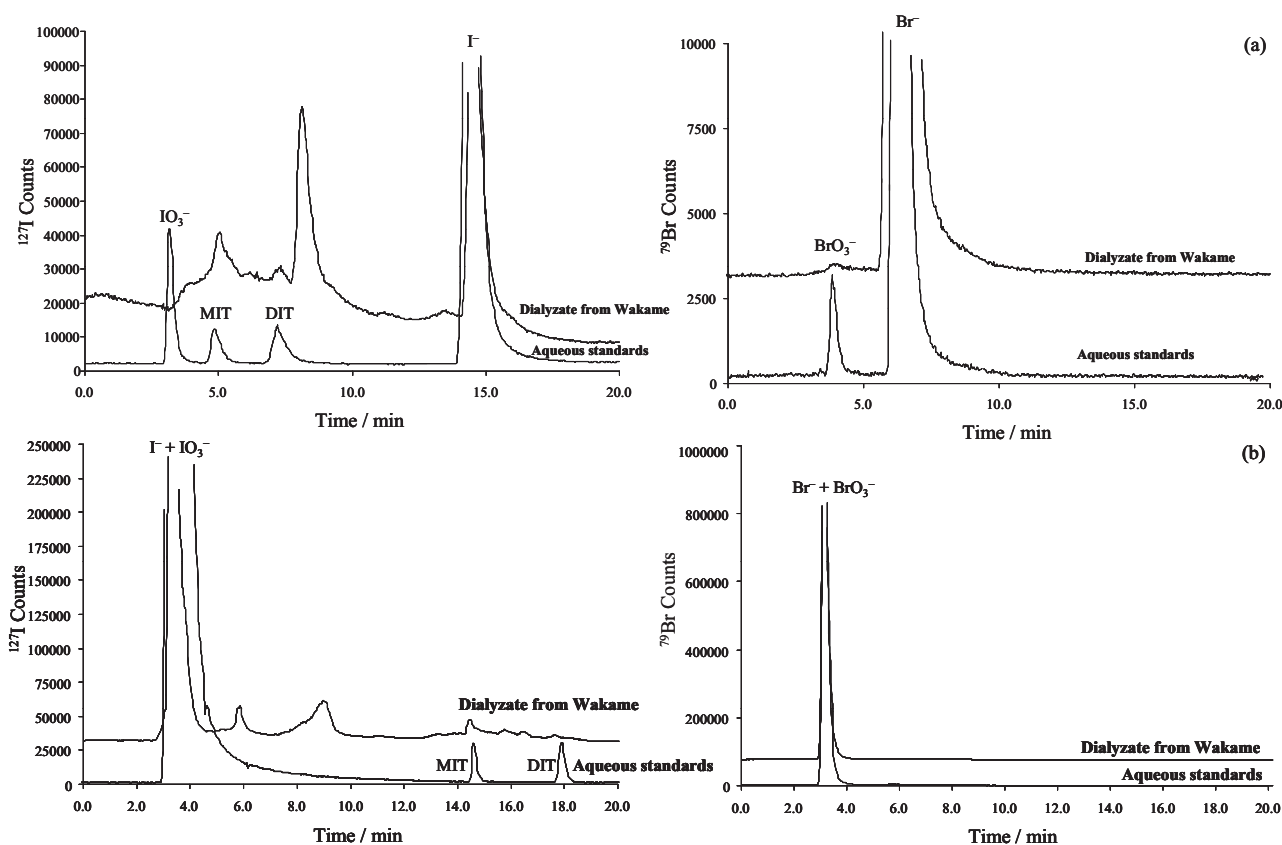 100000
90000
80000
70000
60000
50000
40000
30000
20000
10000
0
¹²⁷I Counts
I⁻
IO₃⁻
MIT
DIT
Dialyzate from Wakame
Aqueous standards
0.0 5.0 10.0 15.0 20.0
Time / min
(a)
10000
7500
5000
2500
0
⁷⁹Br Counts
Br⁻
BrO₃⁻
Dialyzate from Wakame
Aqueous standards
0.0 5.0 10.0 15.0 20.0
Time / min
250000
225000
200000
175000
150000
125000
100000
75000
50000
25000
0
¹²⁷I Counts
I⁻ + IO₃⁻
Dialyzate from Wakame
MIT
DIT
Aqueous standards
0.0 2.0 4.0 6.0 8.0 10.0 12.0 14.0 16.0 18.0 20.0
Time / min
(b)
1000000
800000
600000
400000
200000
0
⁷⁹Br Counts
Br⁻ + BrO₃⁻
Dialyzate from Wakame
Aqueous standards
0.0 2.0 4.0 6.0 8.0 10.0 12.0 14.0 16.0 18.0 20.0
Time / min